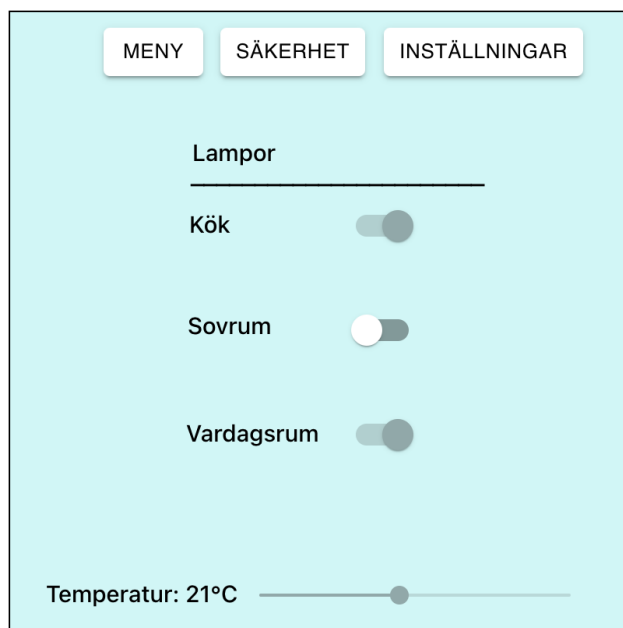 MENY SÄKERHET INSTÄLLNINGAR
Lampor
Kök
Sovrum
Vardagsrum
Temperatur: 21°C